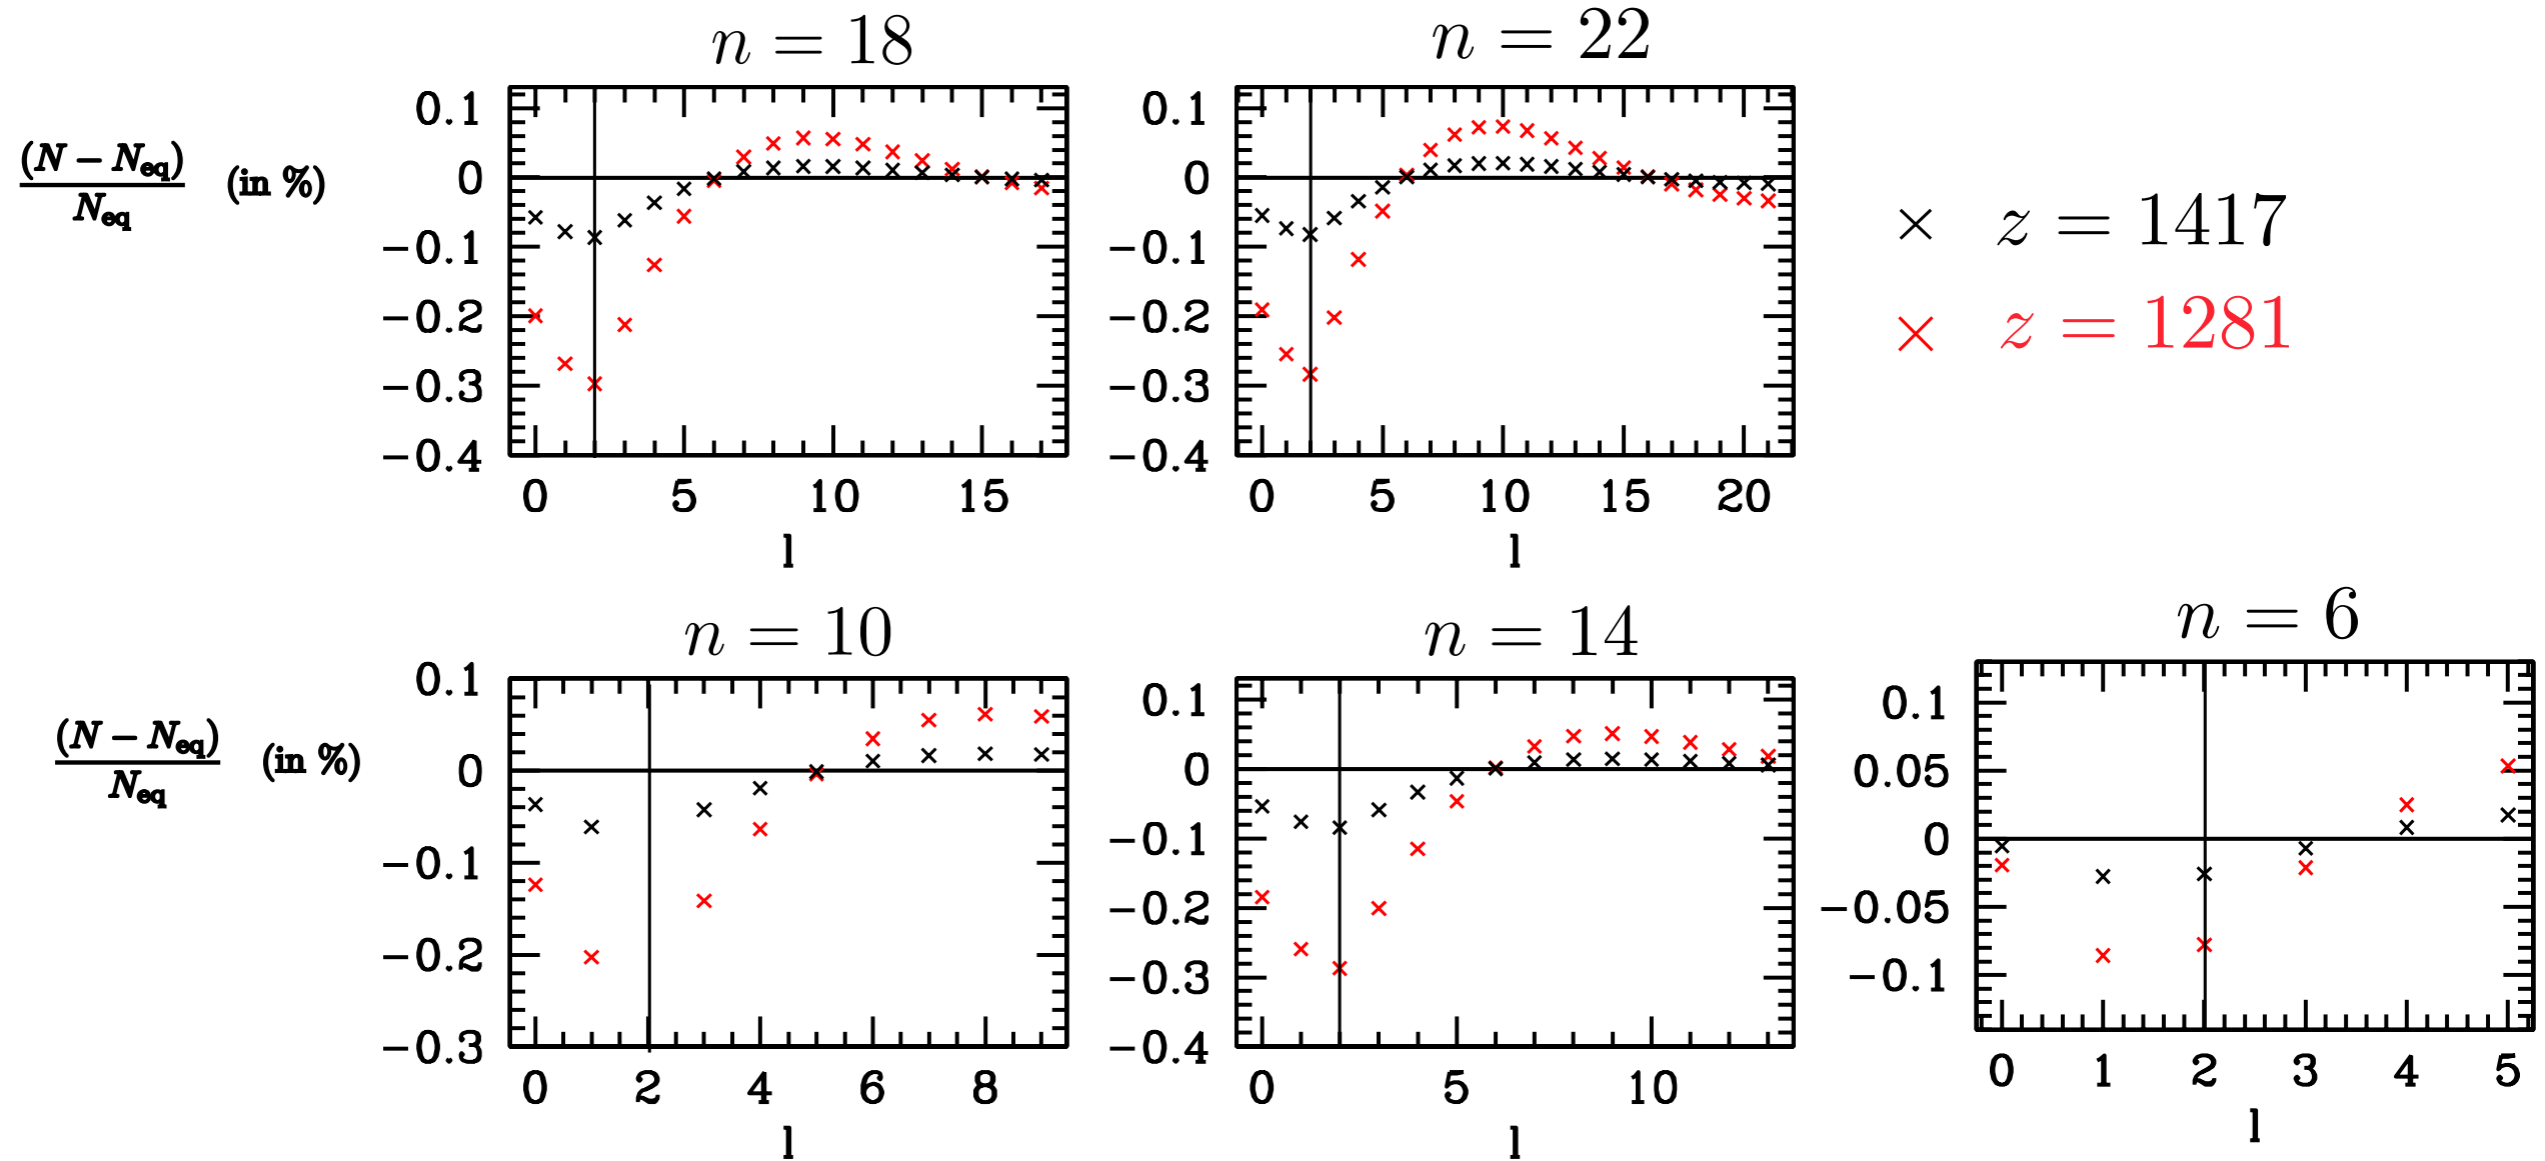 n = 18
n = 22
(N − N_eq) / N_eq (in %)
0.1
0
−0.1
−0.2
−0.3
−0.4
0 5 10 15
l
0.1
0
−0.1
−0.2
−0.3
−0.4
0 5 10 15 20
l
× z = 1417
× z = 1281
n = 10
n = 14
n = 6
(N − N_eq) / N_eq (in %)
0.1
0
−0.1
−0.2
−0.3
0 2 4 6 8
l
0.1
0
−0.1
−0.2
−0.3
−0.4
0 5 10
l
0.1
0.05
0
−0.05
−0.1
0 1 2 3 4 5
l